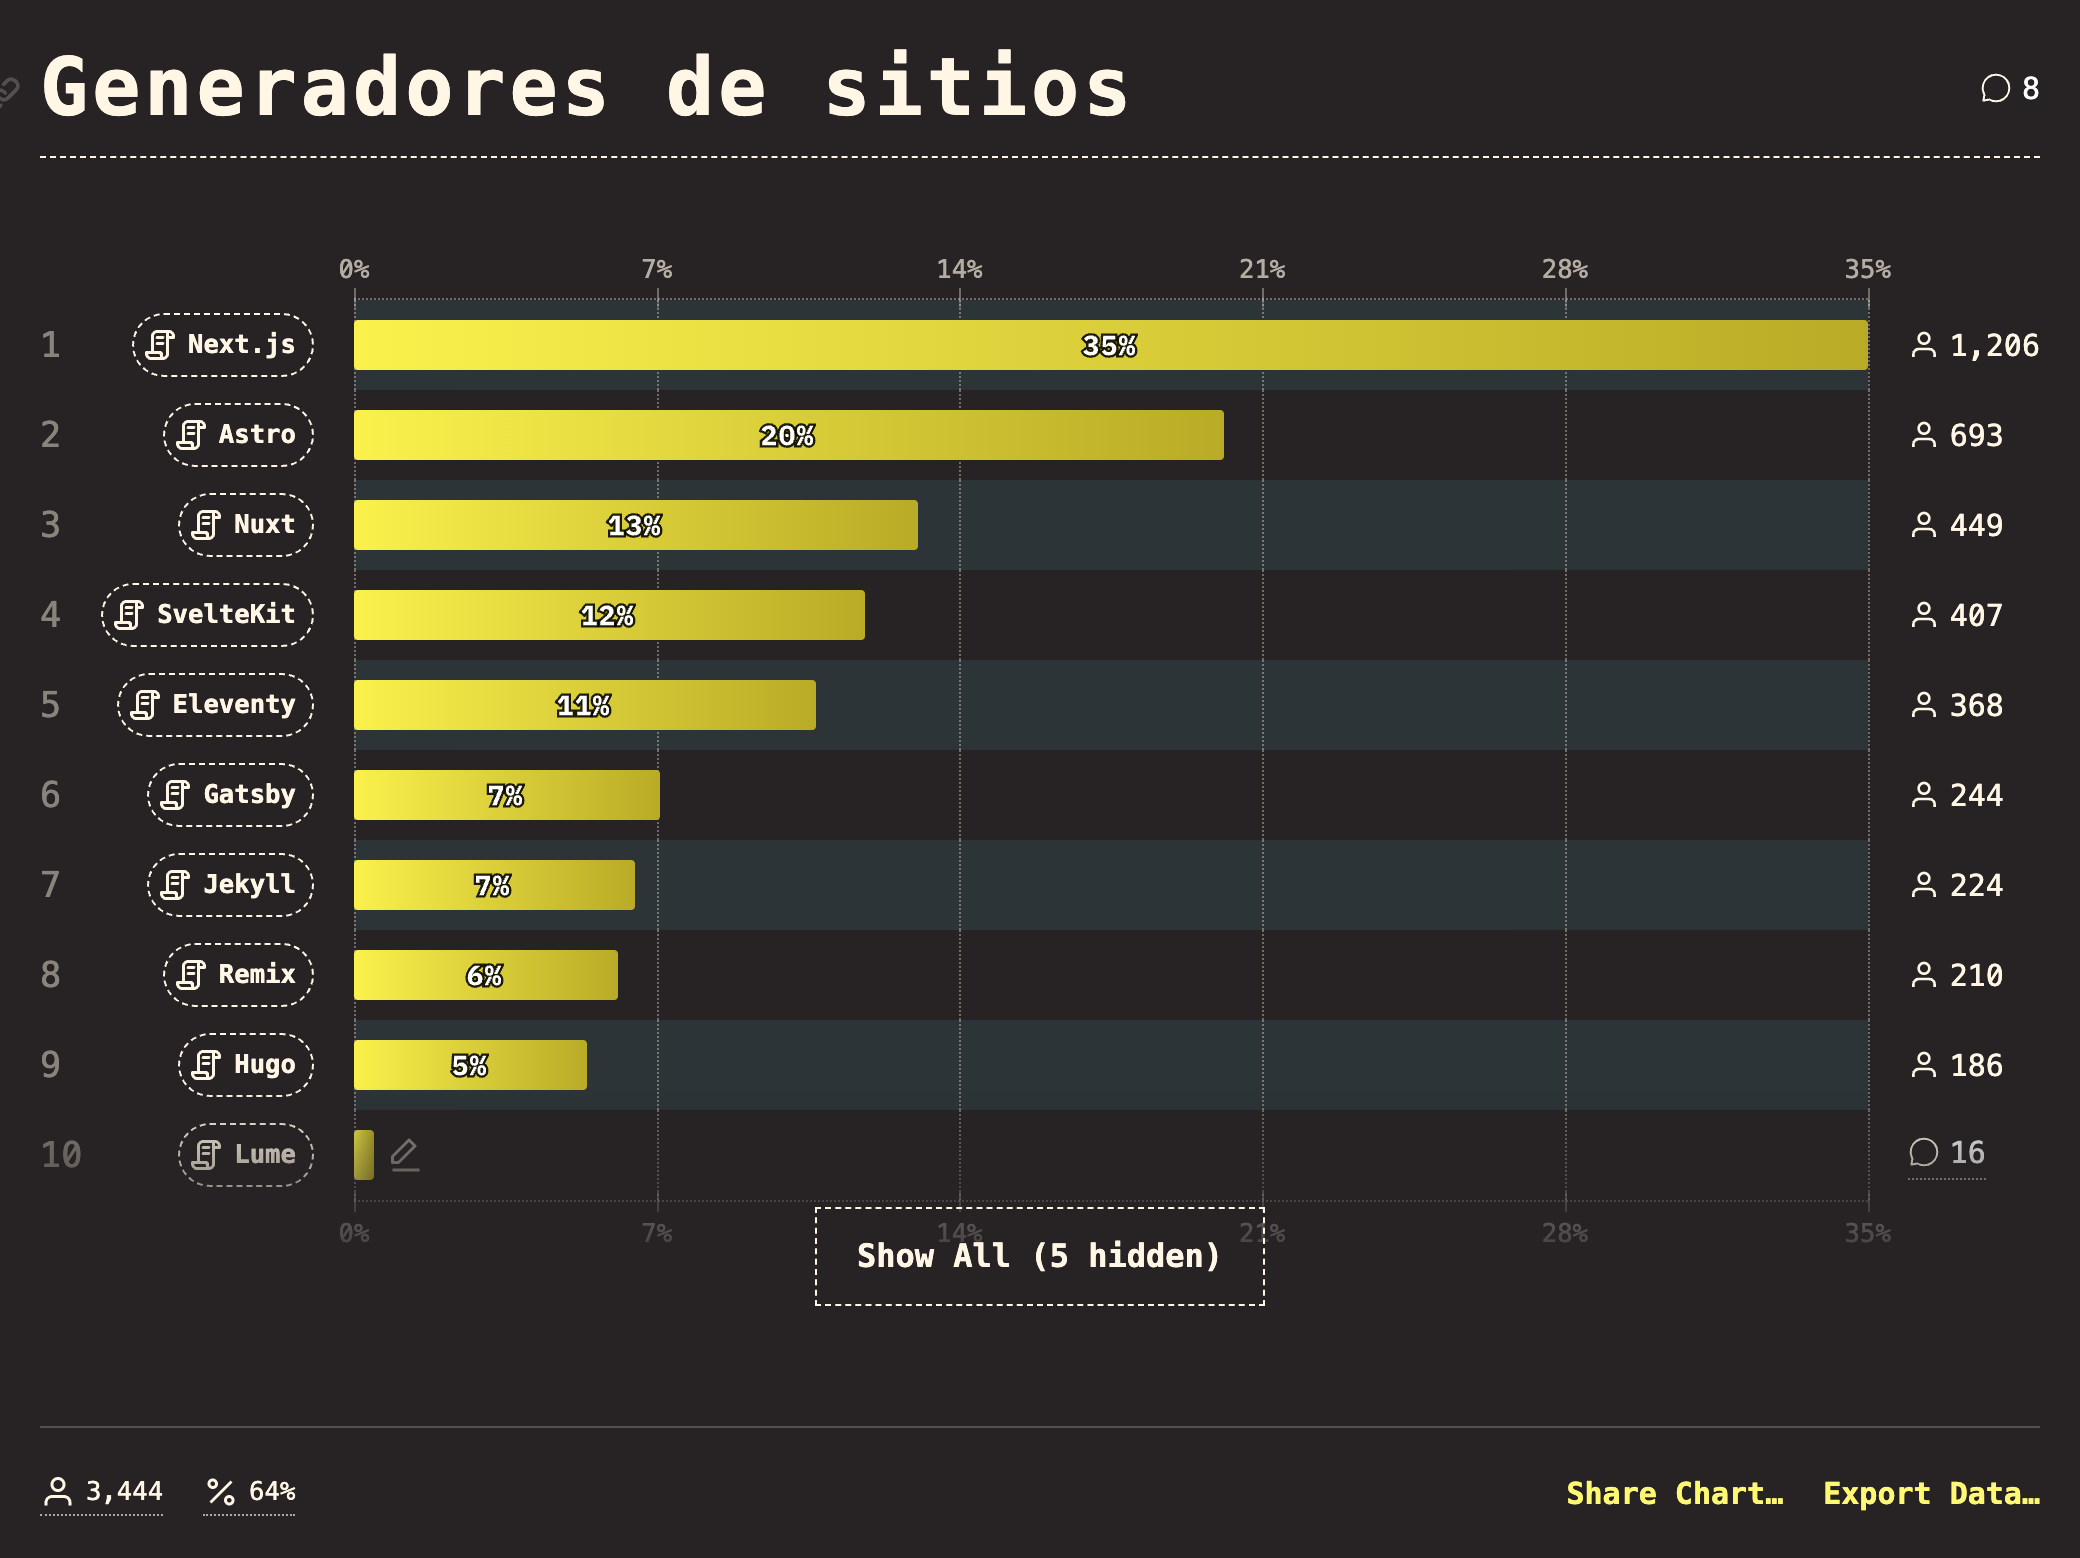 Generadores de sitios
8
0% 7% 14% 21% 28% 35%
1 Next.js 35% 1,206
2 Astro 20% 693
3 Nuxt 13% 449
4 SvelteKit 12% 407
5 Eleventy 11% 368
6 Gatsby 7% 244
7 Jekyll 7% 224
8 Remix 6% 210
9 Hugo 5% 186
10 Lume 16
0% 7% 14% 21% 28% 35%
Show All (5 hidden)
3,444 % 64% Share Chart… Export Data…